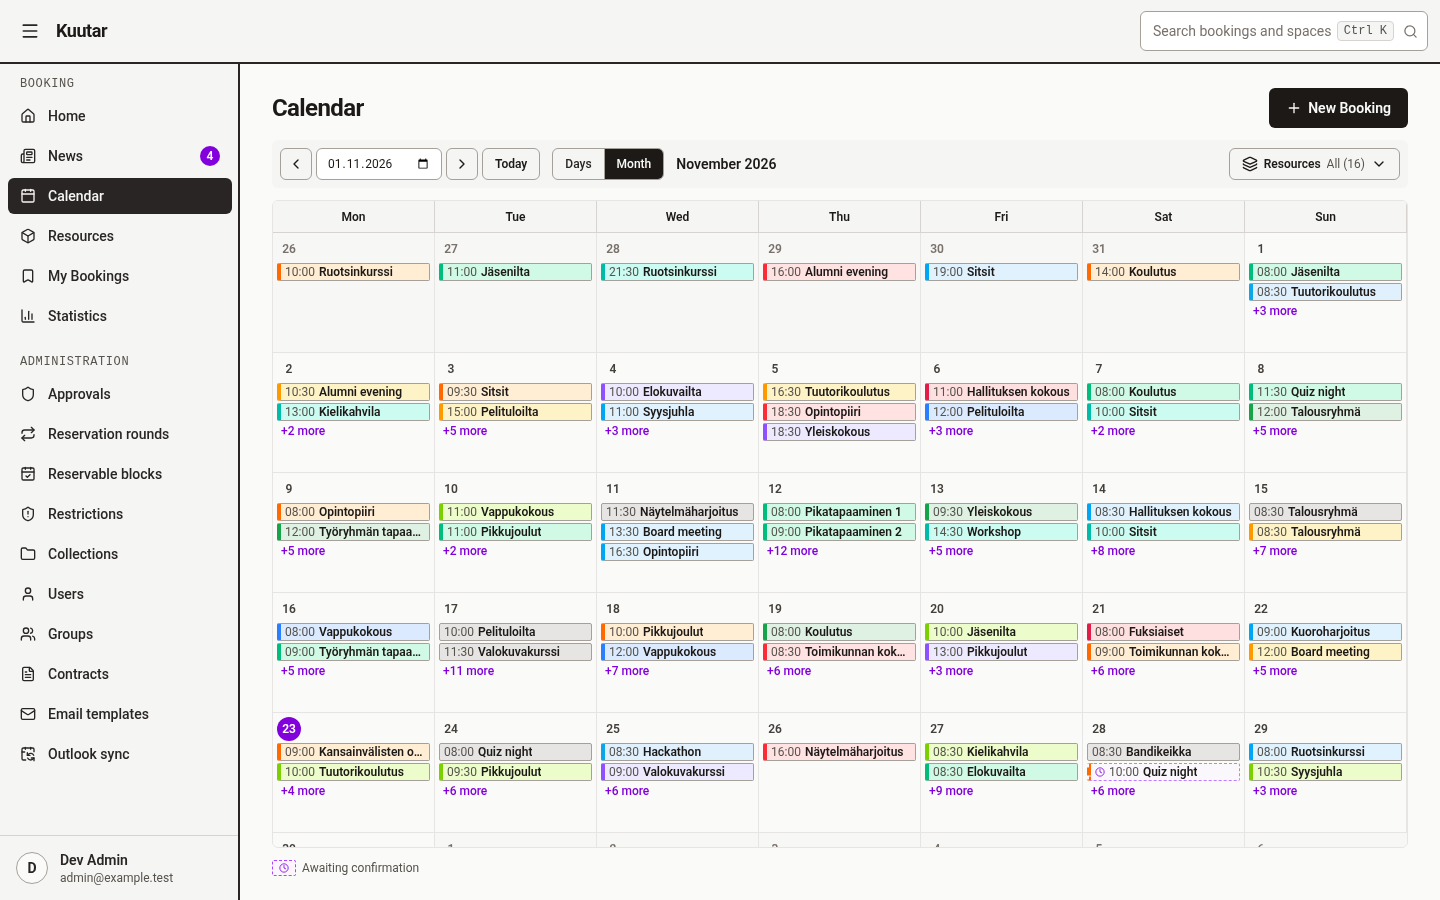 Kuutar
Search bookings and spaces Ctrl K
BOOKING
Home
News 4
Calendar
Resources
My Bookings
Statistics
ADMINISTRATION
Approvals
Reservation rounds
Reservable blocks
Restrictions
Collections
Users
Groups
Contracts
Email templates
Outlook sync
D
Dev Admin
admin@example.test
Calendar
New Booking
01.11.2026
Today
Days
Month
November 2026
Resources All (16)
Mon Tue Wed Thu Fri Sat Sun
26 27 28 29 30 31 1
10:00 Ruotsinkurssi 11:00 Jäsenilta 21:30 Ruotsinkurssi 16:00 Alumni evening 19:00 Sitsit 14:00 Koulutus 08:00 Jäsenilta
08:30 Tuutorikoulutus
+3 more
2 3 4 5 6 7 8
10:30 Alumni evening 09:30 Sitsit 10:00 Elokuvailta 16:30 Tuutorikoulutus 11:00 Hallituksen kokous 08:00 Koulutus 11:30 Quiz night
13:00 Kielikahvila 15:00 Pelituloilta 11:00 Syysjuhla 18:30 Opintopiiri 12:00 Pelituloilta 10:00 Sitsit 12:00 Talousryhmä
+2 more +5 more +3 more 18:30 Yleiskokous +3 more +2 more +5 more
9 10 11 12 13 14 15
08:00 Opintopiiri 11:00 Vappukokous 11:30 Näytelmäharjoitus 08:00 Pikatapaaminen 1 09:30 Yleiskokous 08:30 Hallituksen kokous 08:30 Talousryhmä
12:00 Työryhmän tapaa... 11:00 Pikkujoulut 13:30 Board meeting 09:00 Pikatapaaminen 2 14:30 Workshop 10:00 Sitsit 08:30 Talousryhmä
+5 more +2 more 16:30 Opintopiiri +12 more +5 more +8 more +7 more
16 17 18 19 20 21 22
08:00 Vappukokous 10:00 Pelituloilta 10:00 Pikkujoulut 08:00 Koulutus 10:00 Jäsenilta 08:00 Fuksiaiset 09:00 Kuoroharjoitus
09:00 Työryhmän tapaa... 11:30 Valokuvakurssi 12:00 Vappukokous 08:30 Toimikunnan kok... 13:00 Pikkujoulut 09:00 Toimikunnan kok... 12:00 Board meeting
+5 more +11 more +7 more +6 more +3 more +6 more +5 more
23 24 25 26 27 28 29
09:00 Kansainvälisten o... 08:00 Quiz night 08:30 Hackathon 16:00 Näytelmäharjoitus 08:30 Kielikahvila 08:30 Bandikeikka 08:00 Ruotsinkurssi
10:00 Tuutorikoulutus 09:30 Pikkujoulut 09:00 Valokuvakurssi 08:30 Elokuvailta 10:00 Quiz night 10:30 Syysjuhla
+4 more +6 more +6 more +9 more +6 more +3 more
Awaiting confirmation